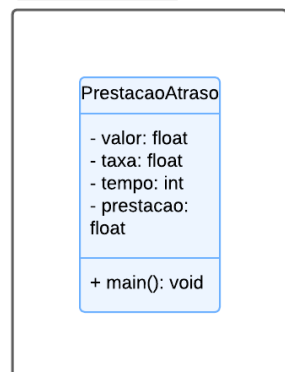 PrestacaoAtraso
- valor: float
- taxa: float
- tempo: int
- prestacao:
float
+ main(): void